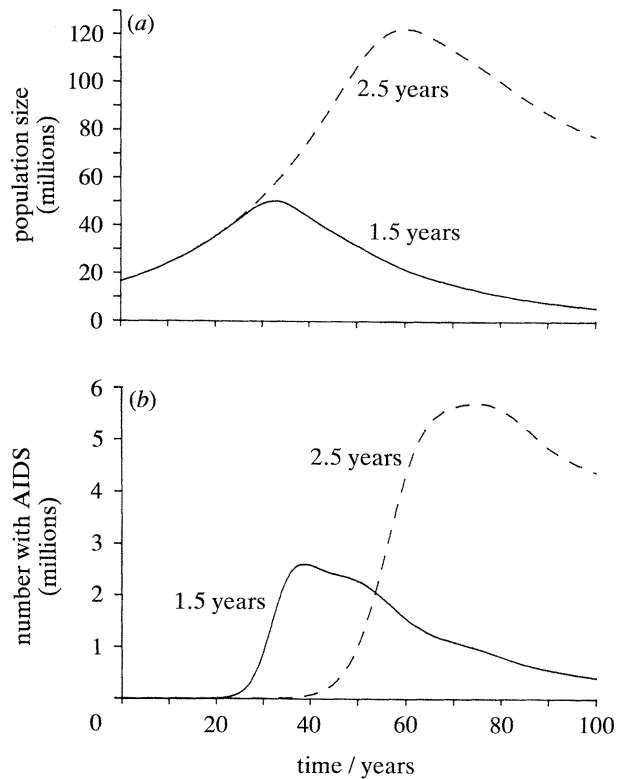 (a)
population size
(millions)
120
100
80
60
40
20
0
2.5 years
1.5 years
(b)
number with AIDS
(millions)
6
5
4
3
2
1
0
2.5 years
1.5 years
20
40
60
80
100
time / years